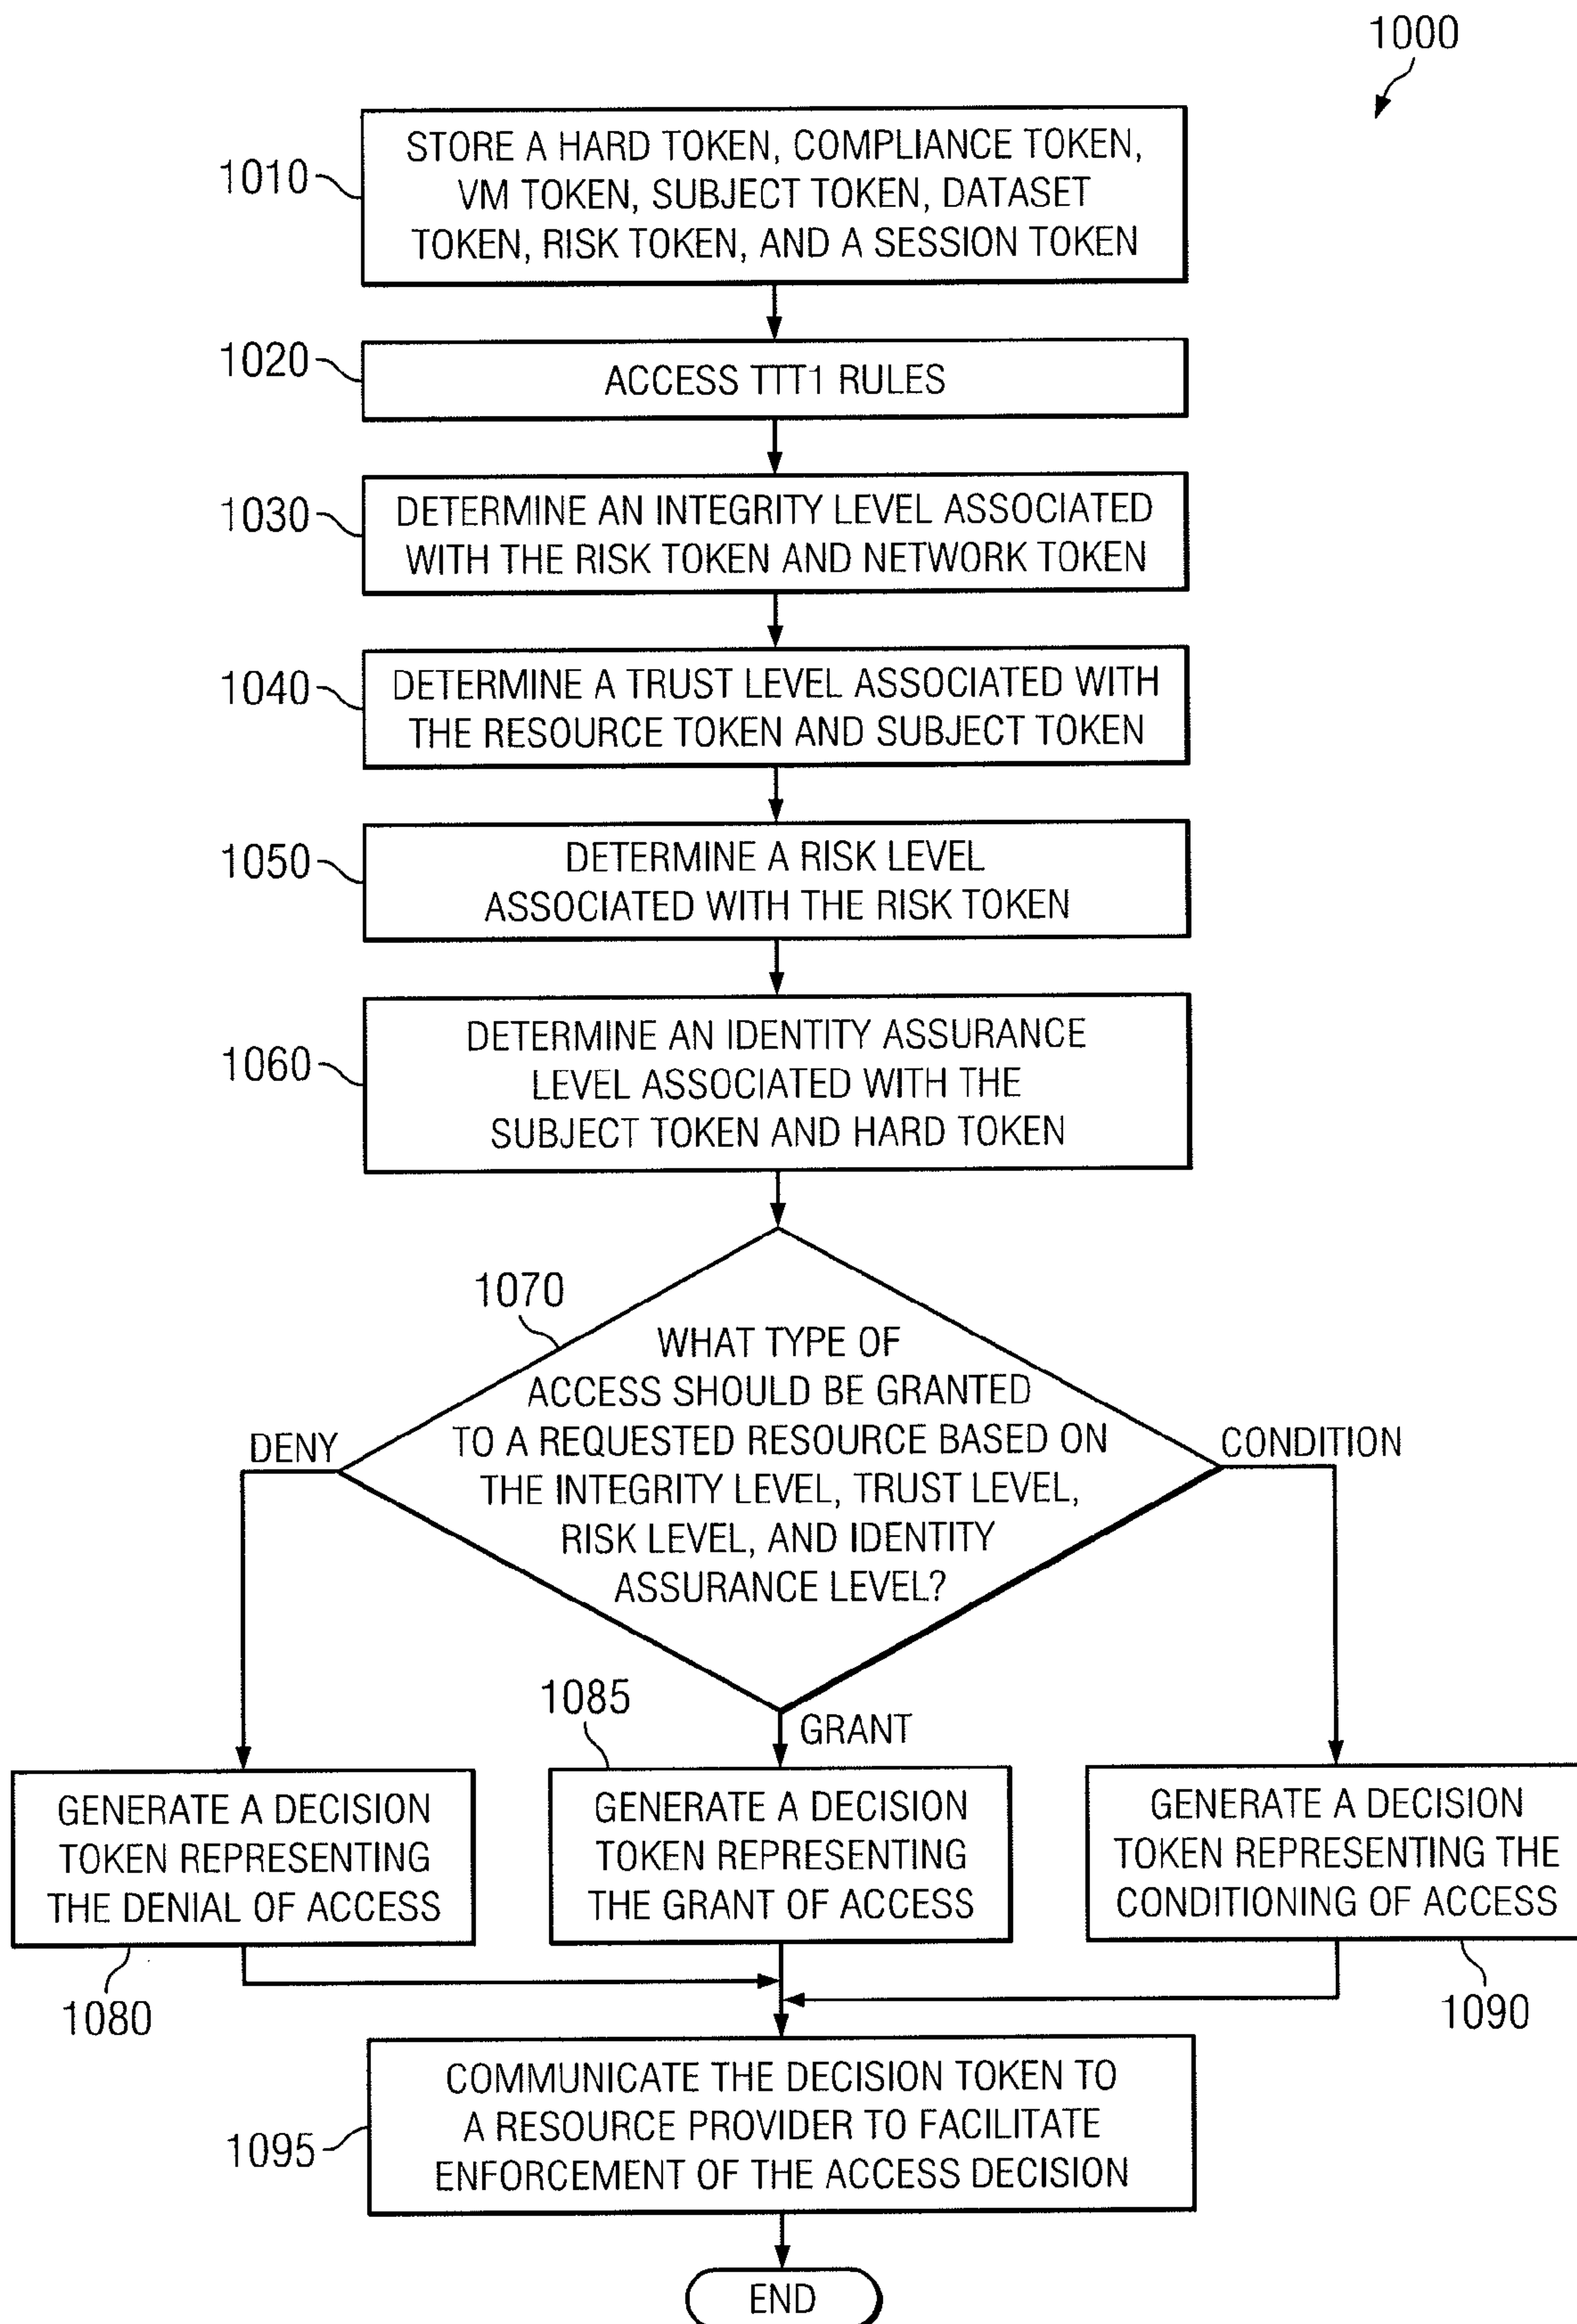 1000
1010
STORE A HARD TOKEN, COMPLIANCE TOKEN,
VM TOKEN, SUBJECT TOKEN, DATASET
TOKEN, RISK TOKEN, AND A SESSION TOKEN
1020
ACCESS TTT1 RULES
1030
DETERMINE AN INTEGRITY LEVEL ASSOCIATED
WITH THE RISK TOKEN AND NETWORK TOKEN
1040
DETERMINE A TRUST LEVEL ASSOCIATED WITH
THE RESOURCE TOKEN AND SUBJECT TOKEN
1050
DETERMINE A RISK LEVEL
ASSOCIATED WITH THE RISK TOKEN
1060
DETERMINE AN IDENTITY ASSURANCE
LEVEL ASSOCIATED WITH THE
SUBJECT TOKEN AND HARD TOKEN
1070
WHAT TYPE OF
ACCESS SHOULD BE GRANTED
TO A REQUESTED RESOURCE BASED ON
THE INTEGRITY LEVEL, TRUST LEVEL,
RISK LEVEL, AND IDENTITY
ASSURANCE LEVEL?
DENY
CONDITION
GRANT
1085
GENERATE A DECISION
TOKEN REPRESENTING
THE DENIAL OF ACCESS
1080
GENERATE A DECISION
TOKEN REPRESENTING
THE GRANT OF ACCESS
GENERATE A DECISION
TOKEN REPRESENTING THE
CONDITIONING OF ACCESS
1090
1095
COMMUNICATE THE DECISION TOKEN TO
A RESOURCE PROVIDER TO FACILITATE
ENFORCEMENT OF THE ACCESS DECISION
END